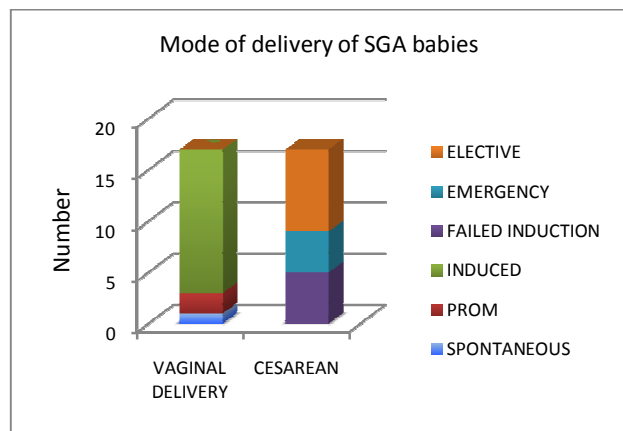 Mode of delivery of SGA babies
Number
20
15
10
5
0
VAGINAL
DELIVERY
CESAREAN
ELECTIVE
EMERGENCY
FAILED INDUCTION
INDUCED
PROM
SPONTANEOUS